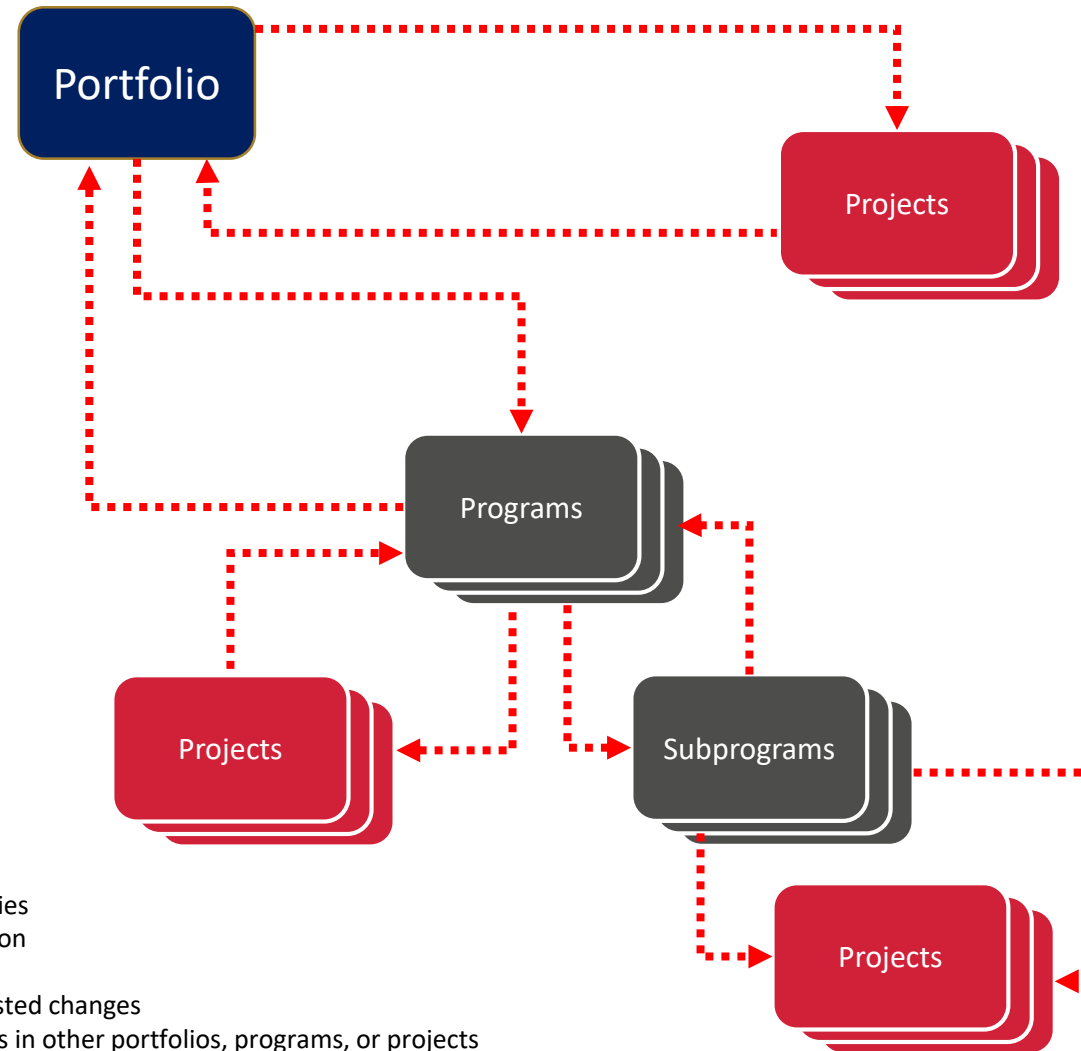 Portfolio
Projects
Programs
Projects
Subprograms
Projects
ies
on
sted changes
s in other portfolios, programs, or projects